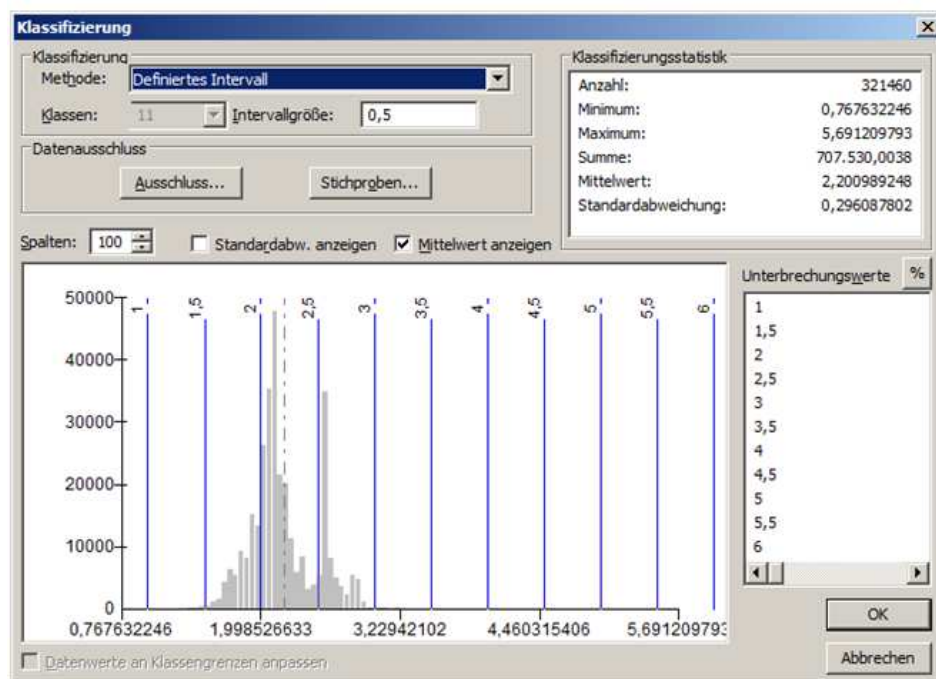 Klassifizierung
Klassifizierung
Methode: Definiertes Intervall
Klassen: 11 Intervallgröße: 0,5
Datenausschluss
Ausschluss... Stichproben...
Klassifizierungsstatistik
Anzahl: 321460
Minimum: 0,767632246
Maximum: 5,691209793
Summe: 707.530,0038
Mittelwert: 2,200989248
Standardabweichung: 0,296087802
Spalten: 100 Standardabw. anzeigen Mittelwert anzeigen
Unterbrechungswerte %
1
1,5
2
2,5
3
3,5
4
4,5
5
5,5
6
1 1,5 2 2,5 3 3,5 4 4,5 5 5,5 6
50000
40000
30000
20000
10000
0
0,767632246 1,998526633 3,22942102 4,460315406 5,691209793
Datenwerte an Klassengrenzen anpassen
OK
Abbrechen